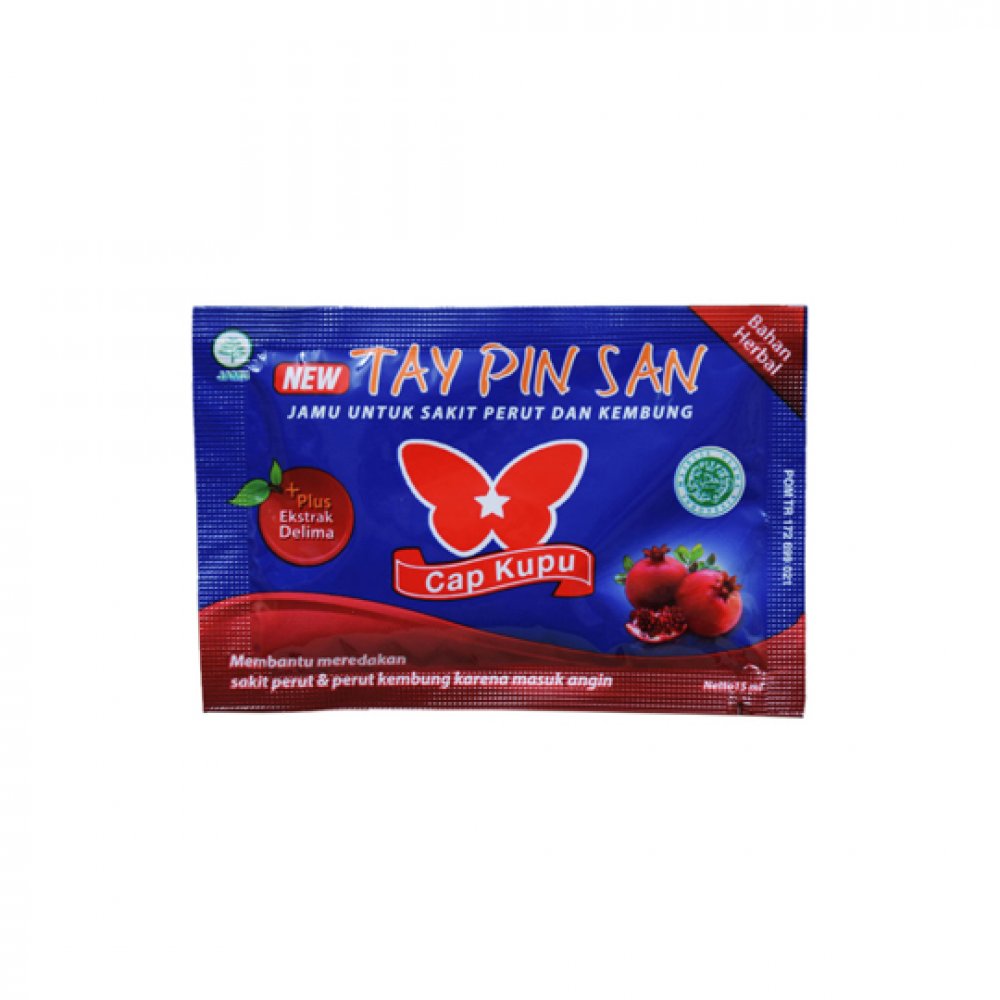 JAMU
NEW
TAY PIN SAN
JAMU UNTUK SAKIT PERUT DAN KEMBUNG
Bahan
Herbal
+Plus
Ekstrak
Delima
Cap Kupu
POM TR 172 699 021
Membantu meredakan
sakit perut & perut kembung karena masuk angin
Netto 15 ml